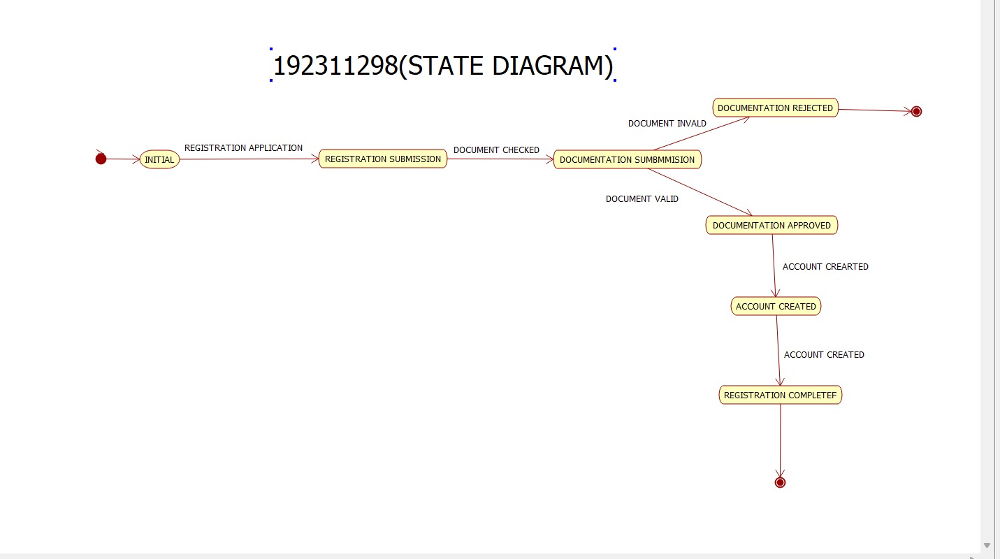 192311298(STATE DIAGRAM)
DOCUMENTATION REJECTED
DOCUMENT INVALD
REGISTRATION APPLICATION
DOCUMENT CHECKED
INITIAL
REGISTRATION SUBMISSION
DOCUMENTATION SUMBMMISION
DOCUMENT VALID
DOCUMENTATION APPROVED
ACCOUNT CREARTED
ACCOUNT CREATED
ACCOUNT CREATED
REGISTRATION COMPLETEF